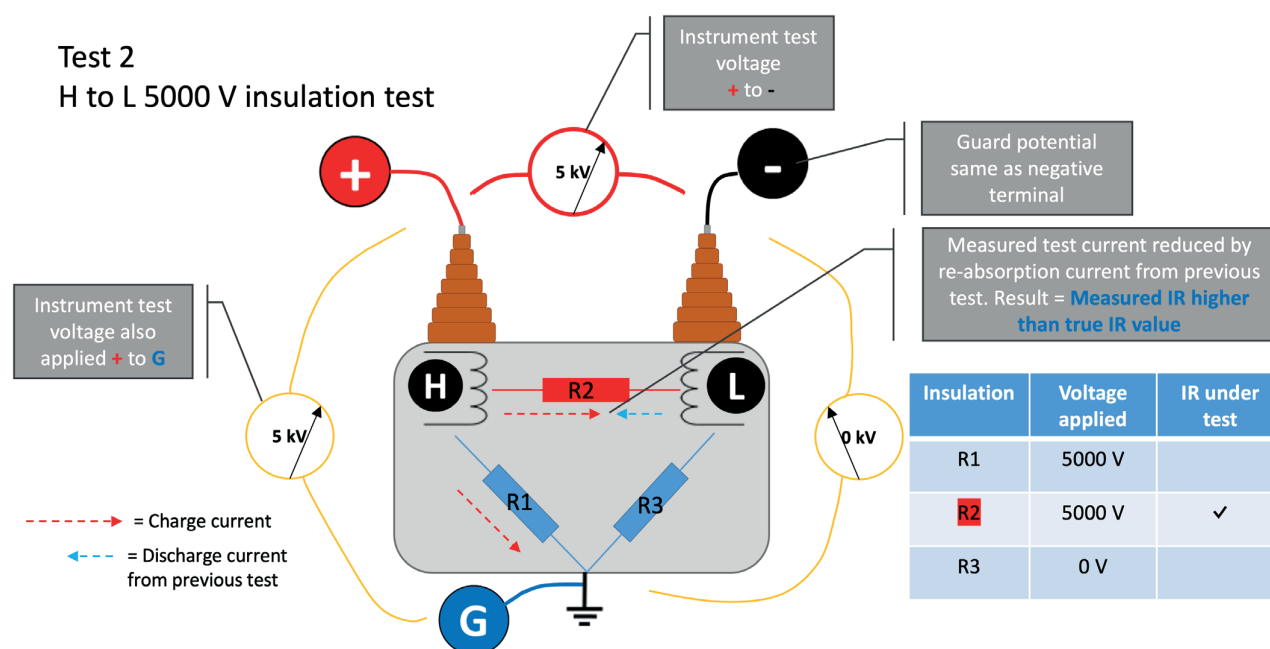 Test 2
H to L 5000 V insulation test
Instrument test
voltage
+ to -
+
5 kV
-
Guard potential
same as negative
terminal
Measured test current reduced by
re-absorption current from previous
test. Result = Measured IR higher
than true IR value
Instrument test
voltage also
applied + to G
H
R2
L
5 kV
0 kV
R1
R3
= Charge current
= Discharge current
from previous test
G
Insulation Voltage applied IR under test
R1 5000 V
R2 5000 V ✓
R3 0 V